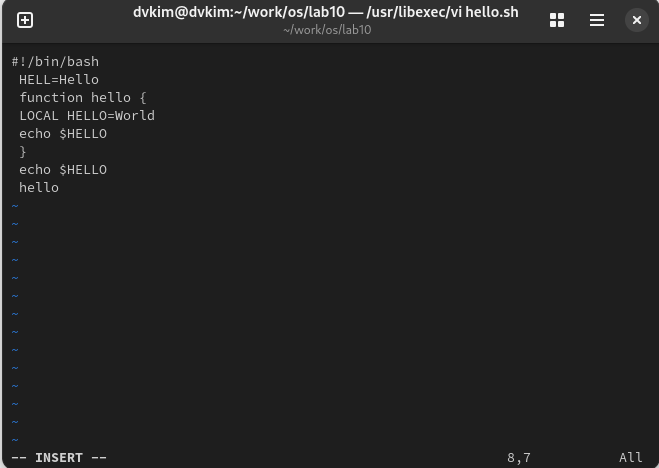 dvkim@dvkim:~/work/os/lab10 — /usr/libexec/vi hello.sh
~/work/os/lab10
#!/bin/bash
 HELL=Hello
 function hello {
 LOCAL HELLO=World
 echo $HELLO
 }
 echo $HELLO
 hello
~
~
~
~
~
~
~
~
~
~
~
~
~
~
-- INSERT -- 8,7 All